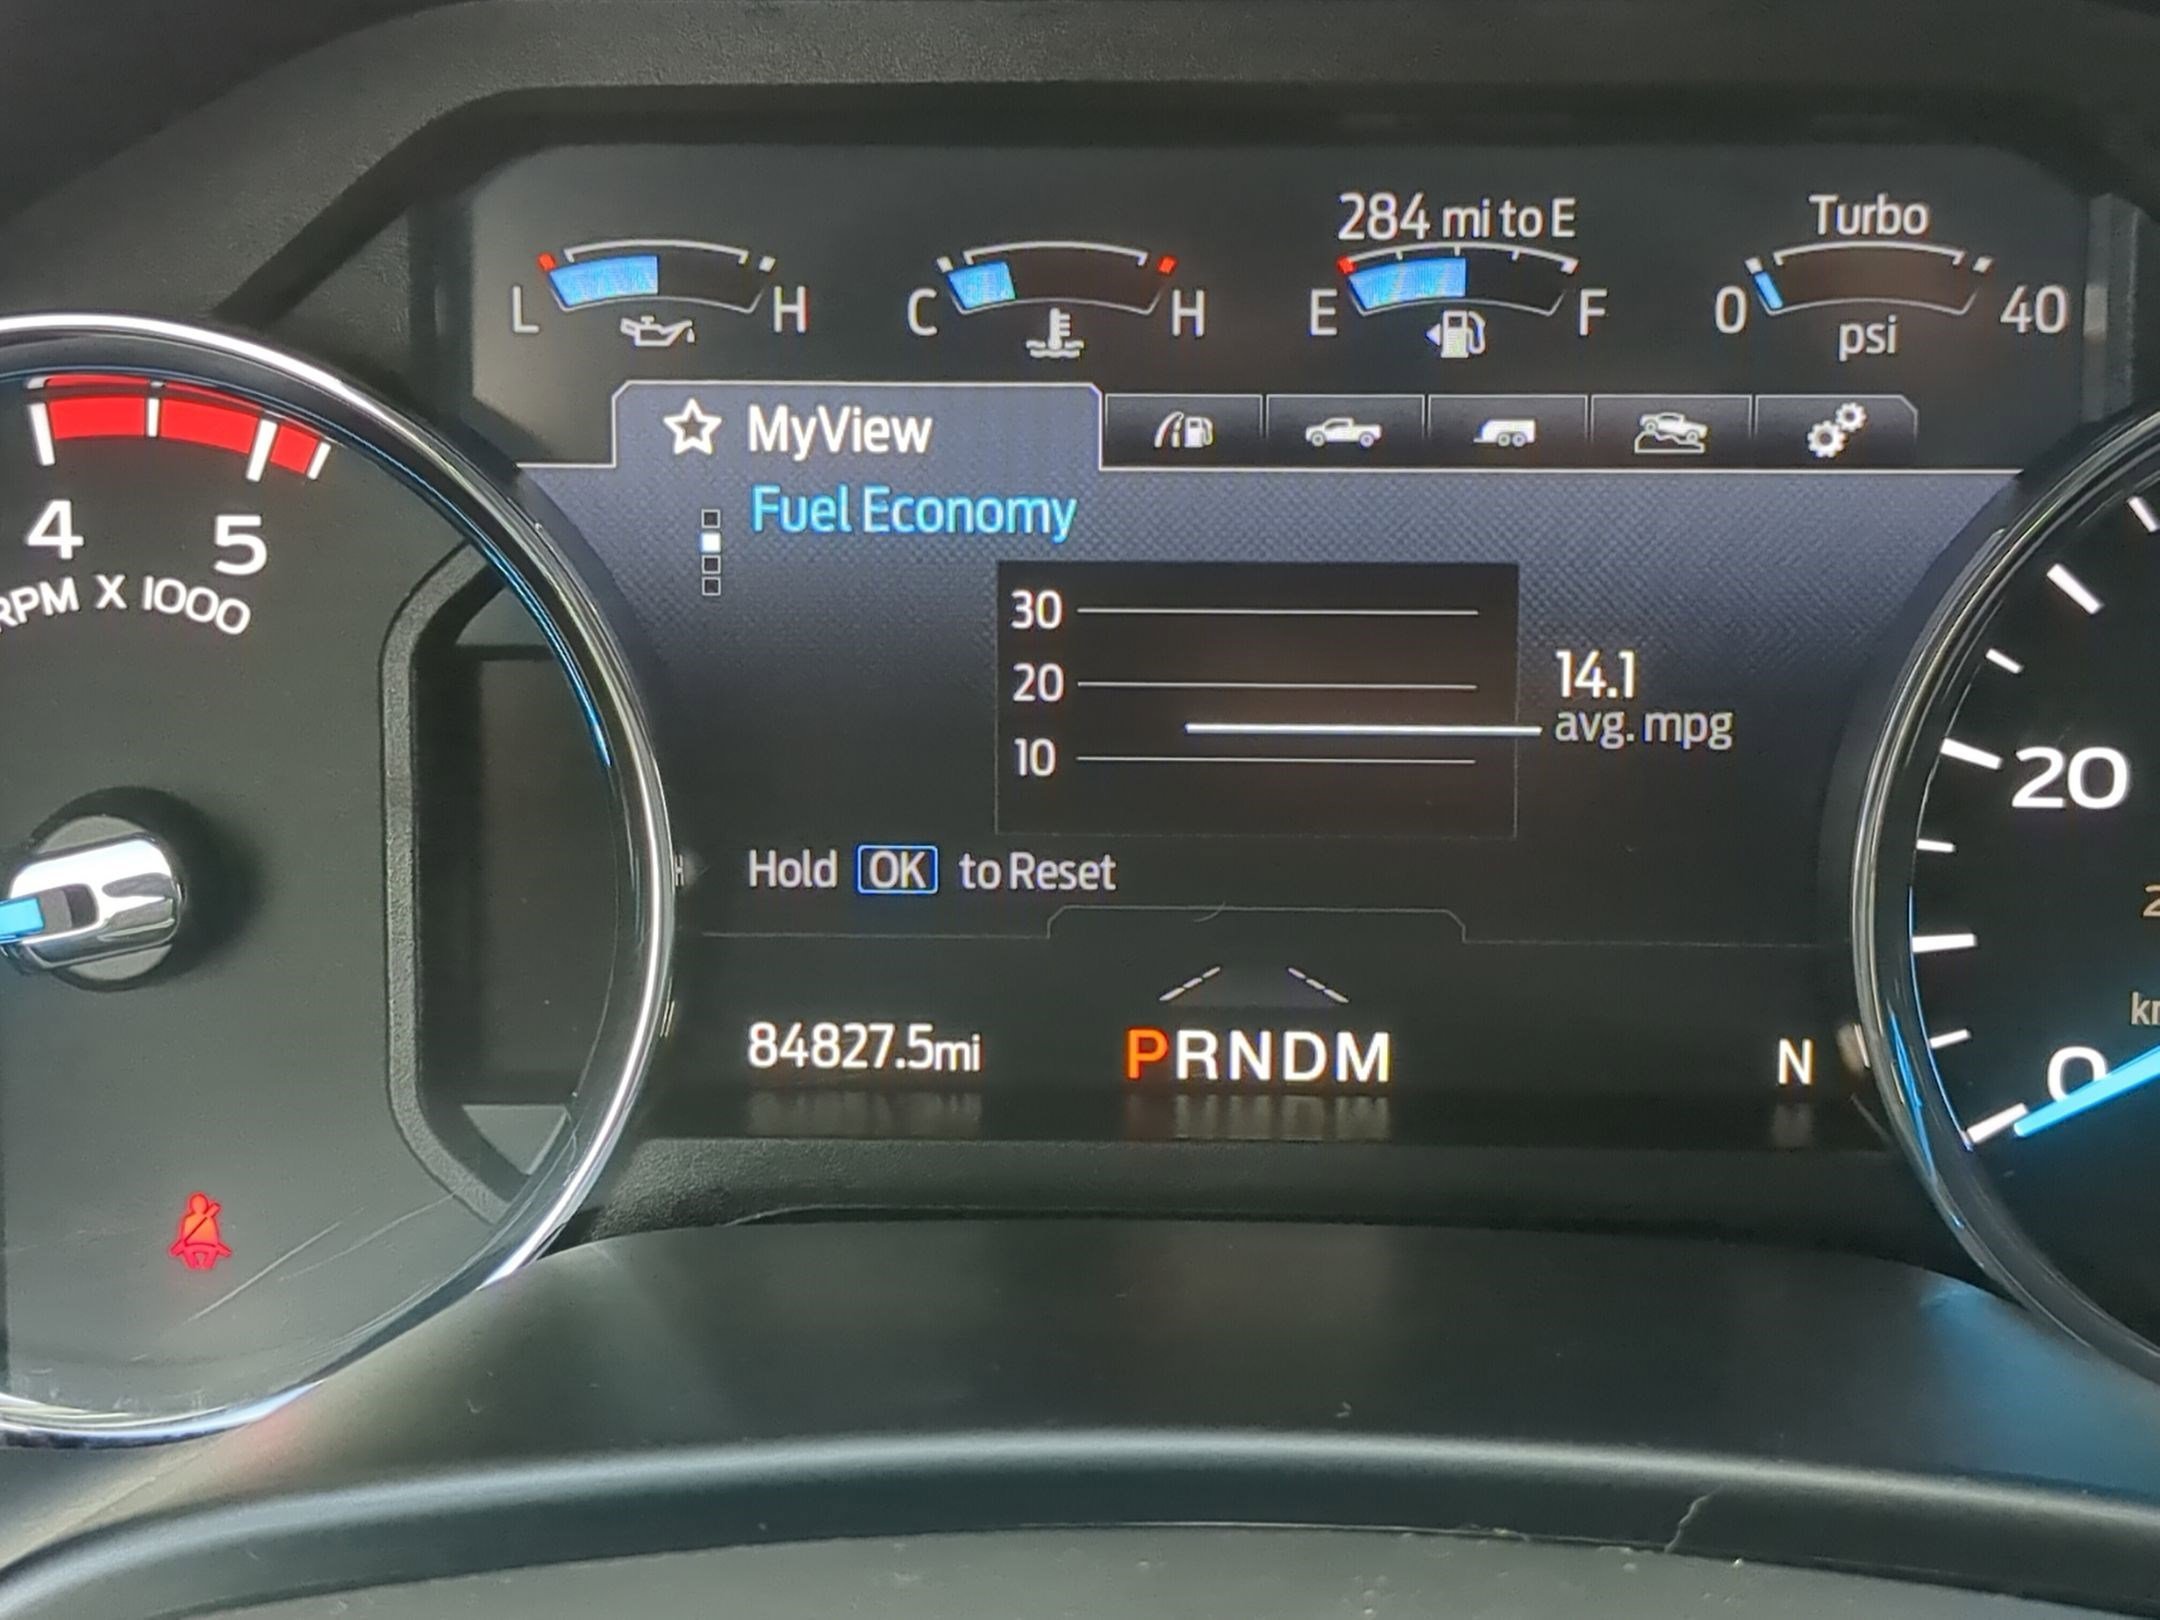 284 mi to E
Turbo
L H
C H
E F
0 40
psi
MyView
Fuel Economy
4 5
RPM X 1000
30
20
10
14.1
avg. mpg
Hold OK to Reset
84827.5mi
PRNDM
N
20
0